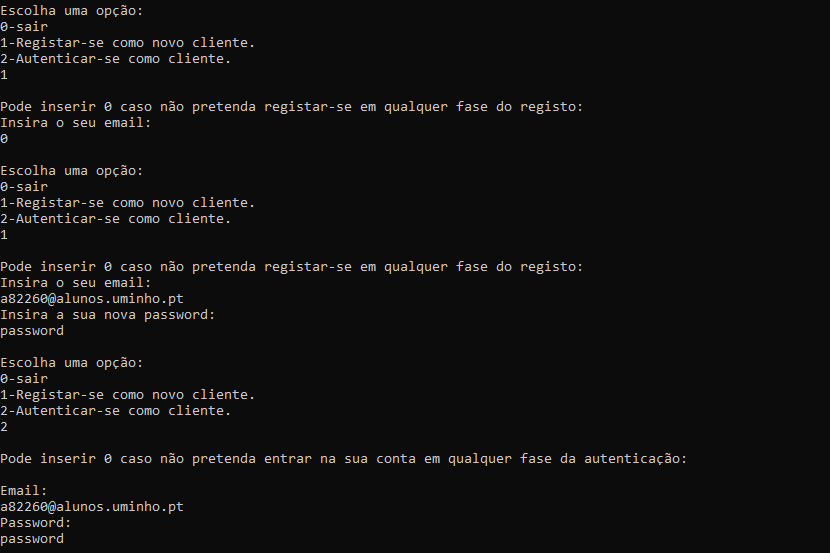 Escolha uma opção:
0-sair
1-Registar-se como novo cliente.
2-Autenticar-se como cliente.
1
Pode inserir 0 caso não pretenda registar-se em qualquer fase do registo:
Insira o seu email:
0
Escolha uma opção:
0-sair
1-Registar-se como novo cliente.
2-Autenticar-se como cliente.
1
Pode inserir 0 caso não pretenda registar-se em qualquer fase do registo:
Insira o seu email:
a82260@alunos.uminho.pt
Insira a sua nova password:
password
Escolha uma opção:
0-sair
1-Registar-se como novo cliente.
2-Autenticar-se como cliente.
2
Pode inserir 0 caso não pretenda entrar na sua conta em qualquer fase da autenticação:
Email:
a82260@alunos.uminho.pt
Password:
password